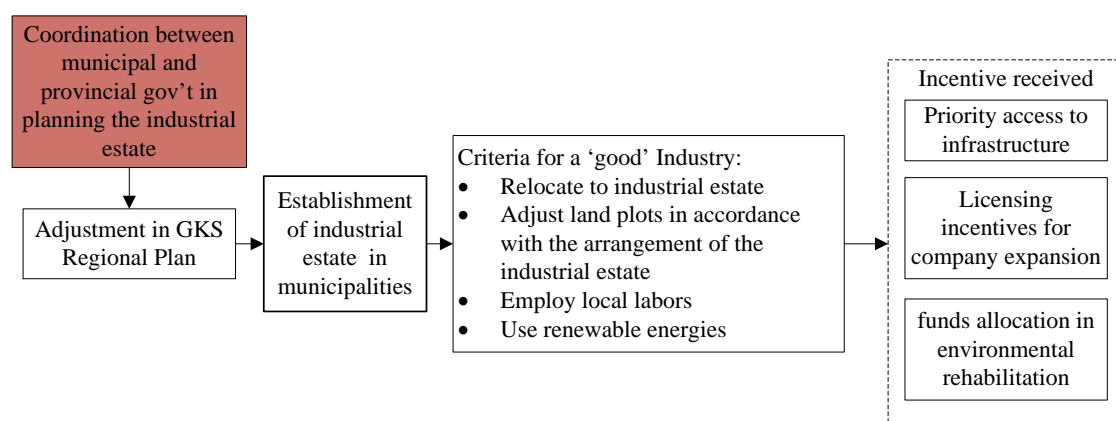 Coordination between
municipal and
provincial gov't in
planning the industrial
estate
Adjustment in GKS
Regional Plan
Establishment
of industrial
estate in
municipalities
Criteria for a ‘good’ Industry:
• Relocate to industrial estate
• Adjust land plots in accordance
with the arrangement of the
industrial estate
• Employ local labors
• Use renewable energies
Incentive received
Priority access to
infrastructure
Licensing
incentives for
company expansion
funds allocation in
environmental
rehabilitation